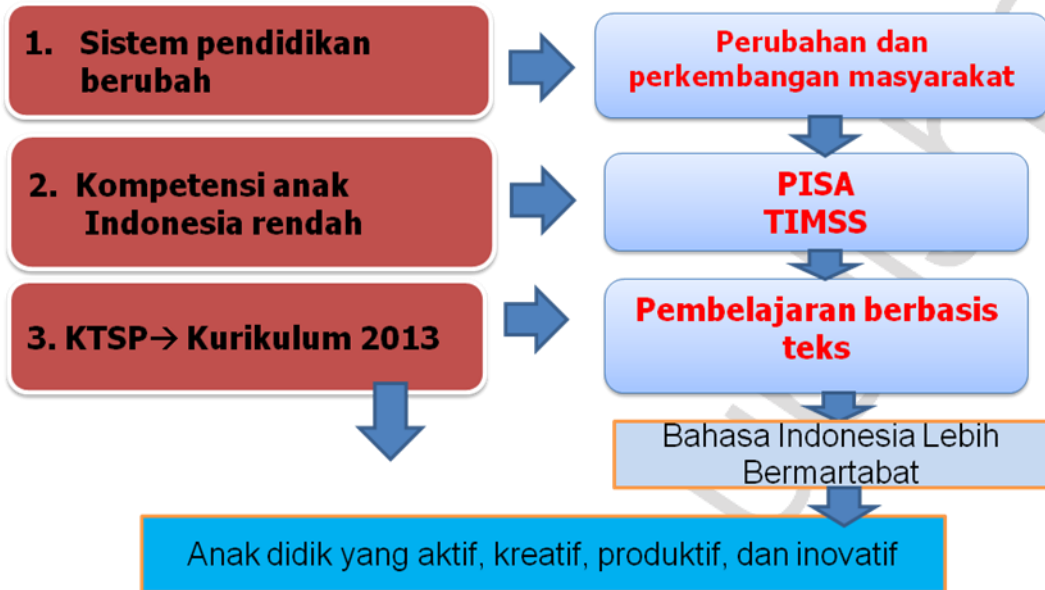 1. Sistem pendidikan
berubah
Perubahan dan
perkembangan masyarakat
2. Kompetensi anak
Indonesia rendah
PISA
TIMSS
3. KTSP→ Kurikulum 2013
Pembelajaran berbasis
teks
Bahasa Indonesia Lebih
Bermartabat
Anak didik yang aktif, kreatif, produktif, dan inovatif